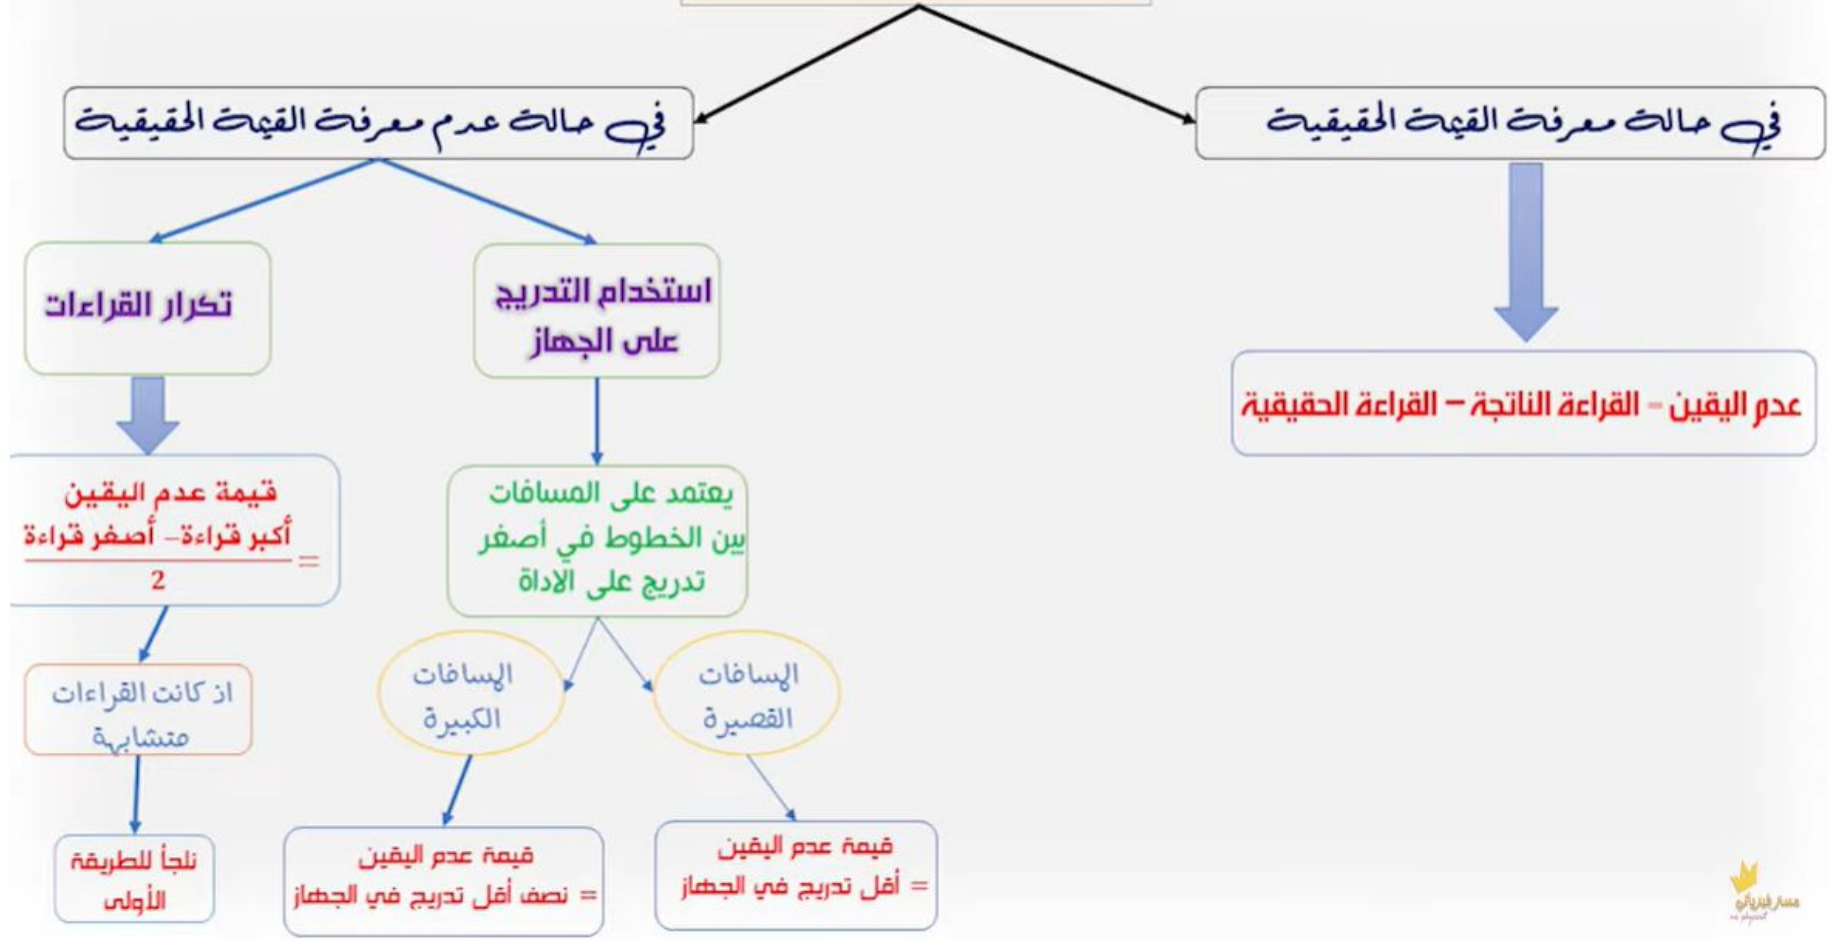 في حالة معرفة القيمة الحقيقية
في حالة عدم معرفة القيمة الحقيقية
عدم اليقين = القراءة الناتجة – القراءة الحقيقية
استخدام التدريج
على الجهاز
تكرار القراءات
يعتمد على المسافات
بين الخطوط في أصغر
تدريج على الاداة
قيمة عدم اليقين
= أكبر قراءة– أصغر قراءة
2
المسافات
القصيرة
المسافات
الكبيرة
اذ كانت القراءات
متشابهة
قيمة عدم اليقين
= أقل تدريج في الجهاز
قيمة عدم اليقين
= نصف أقل تدريج في الجهاز
نلجأ للطريقة
الأولى
مسار فيزيائي